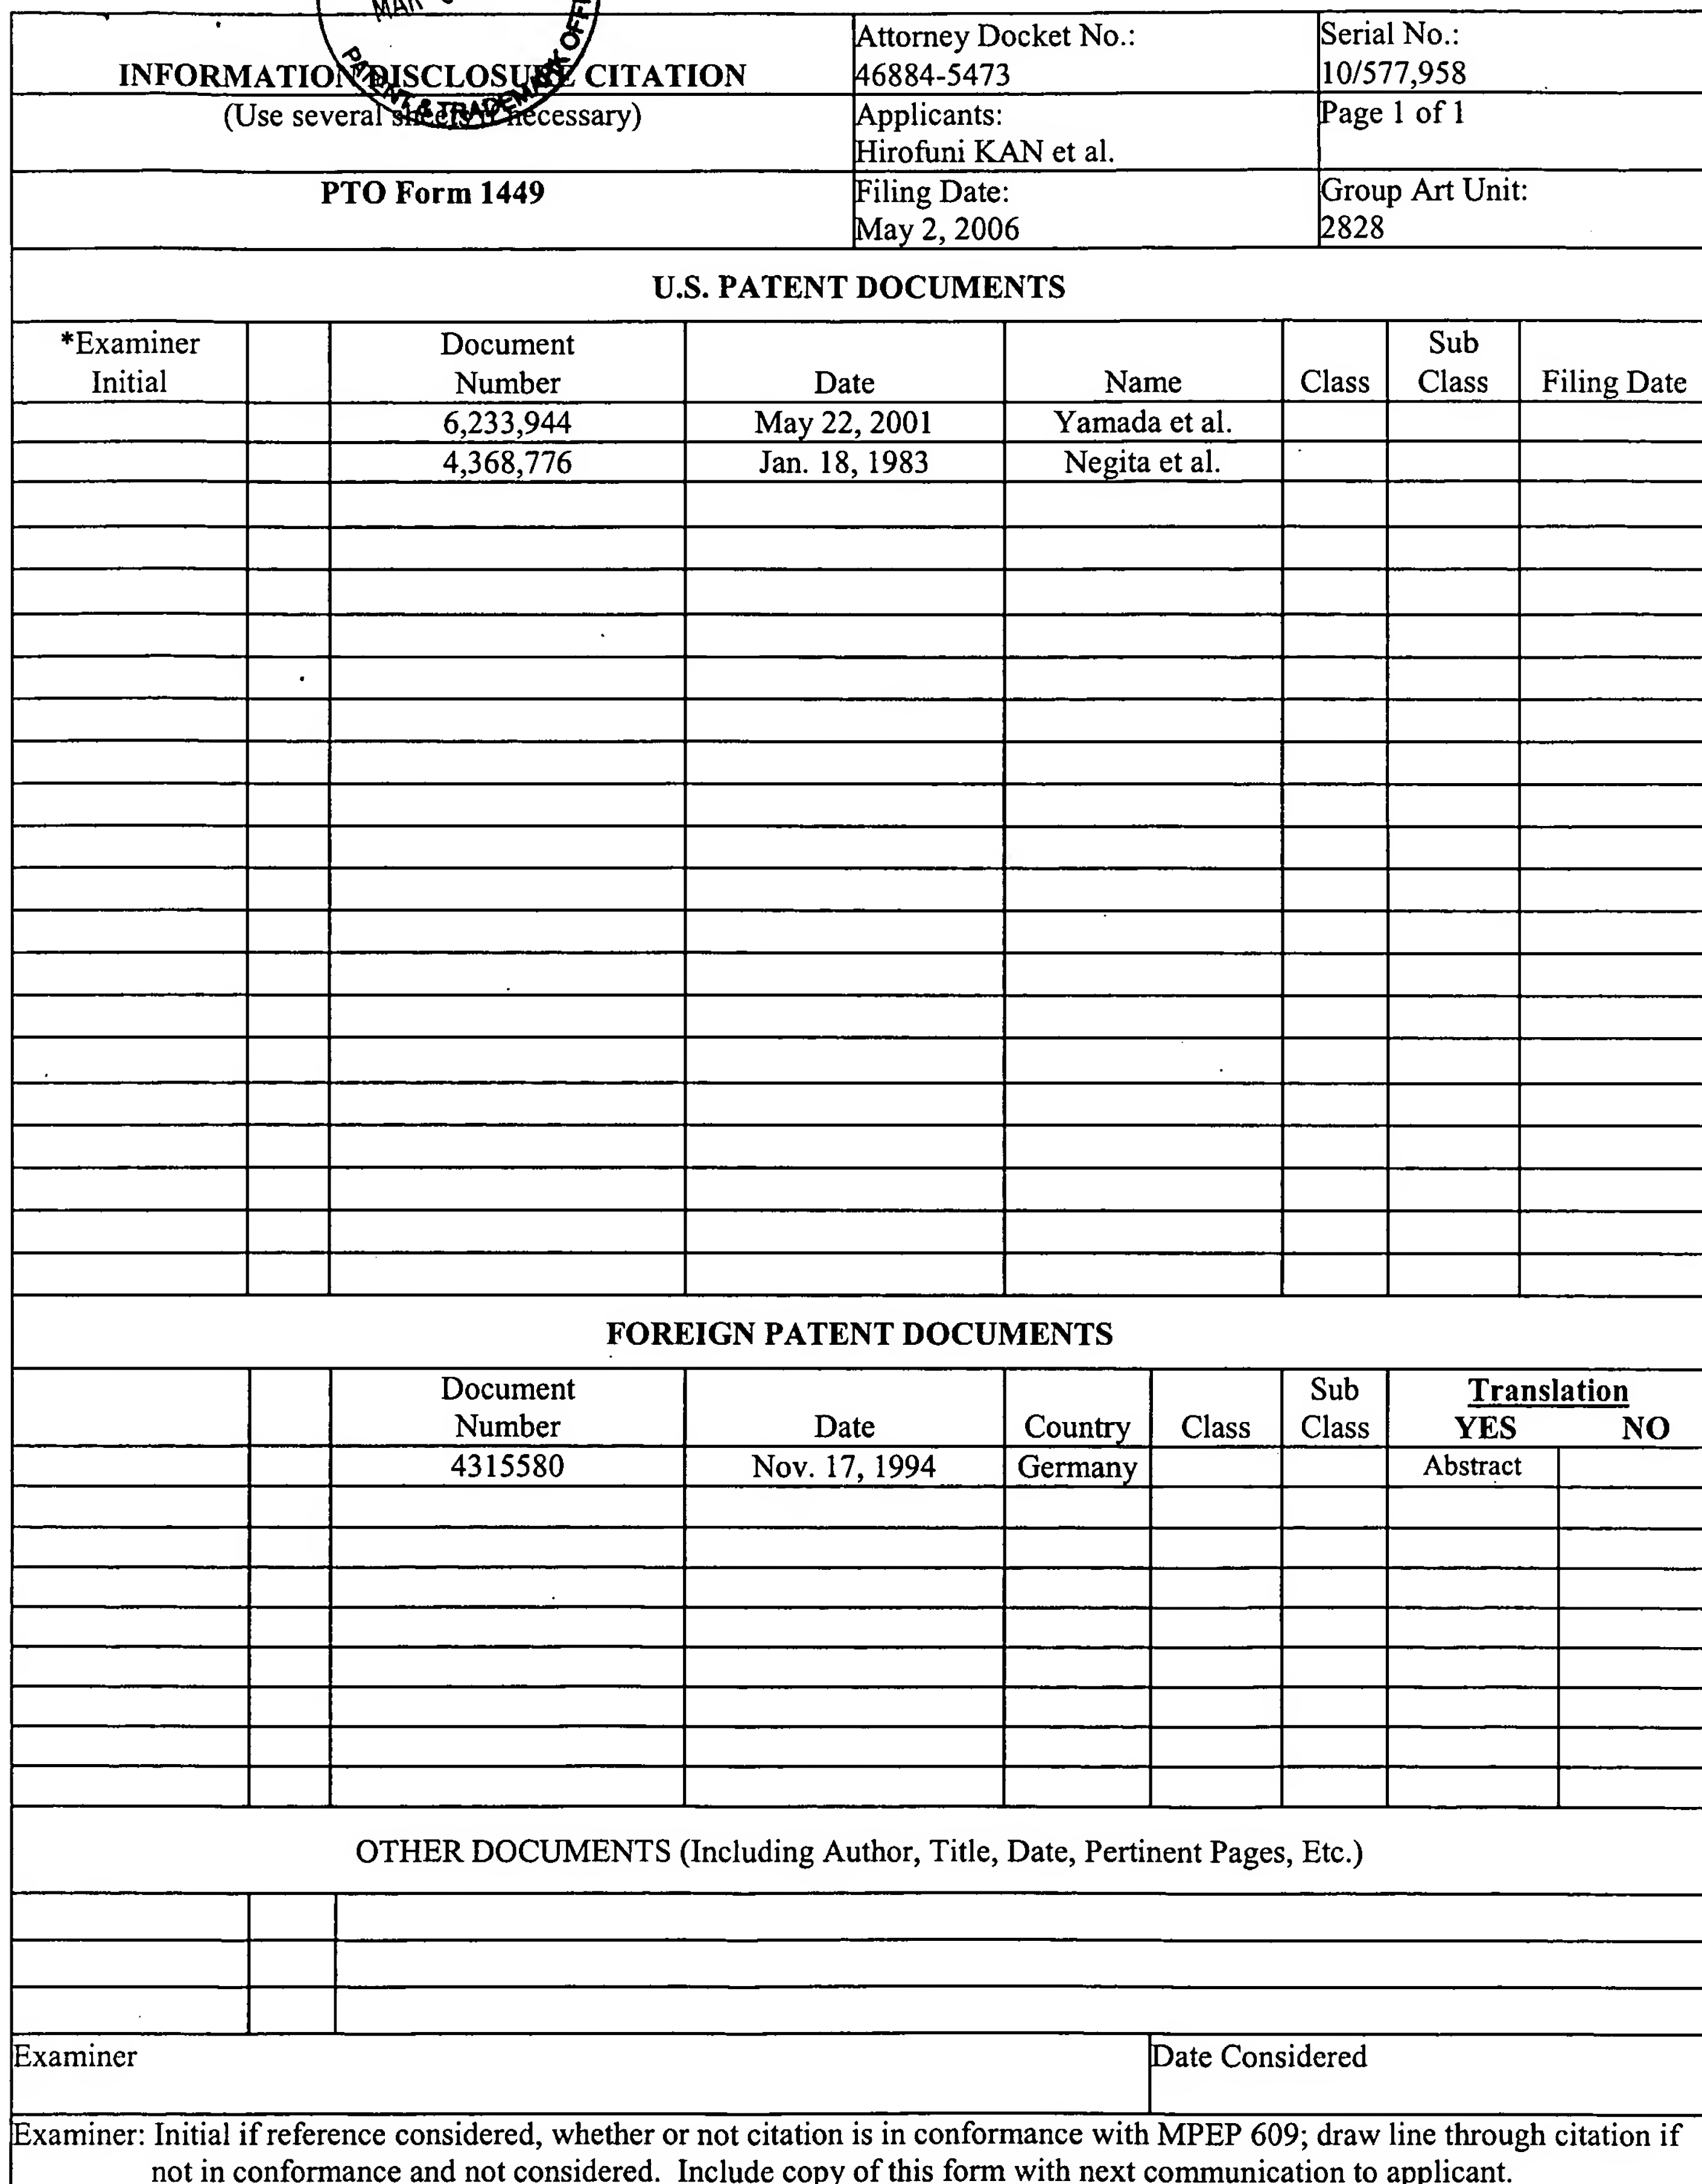 MAR
PATENT & TRADEMARK OFFI
INFORMATION DISCLOSURE CITATION
(Use several sheets if necessary)
PTO Form 1449
Attorney Docket No.:
46884-5473
Serial No.:
10/577,958
Applicants:
Hirofuni KAN et al.
Page 1 of 1
Filing Date:
May 2, 2006
Group Art Unit:
2828
U.S. PATENT DOCUMENTS
*Examiner Initial Document Number Date Name Class Sub Class Filing Date
6,233,944 May 22, 2001 Yamada et al.
4,368,776 Jan. 18, 1983 Negita et al.
FOREIGN PATENT DOCUMENTS
Document Number Date Country Class Sub Class Translation YES NO
4315580 Nov. 17, 1994 Germany Abstract
OTHER DOCUMENTS (Including Author, Title, Date, Pertinent Pages, Etc.)
Examiner Date Considered
Examiner: Initial if reference considered, whether or not citation is in conformance with MPEP 609; draw line through citation if
not in conformance and not considered. Include copy of this form with next communication to applicant.